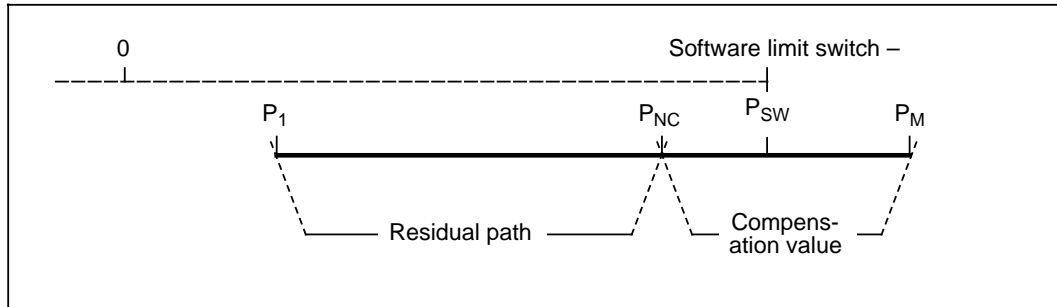 0
Software limit switch –
P1
PNC
PSW
PM
Residual path
Compens-
ation value